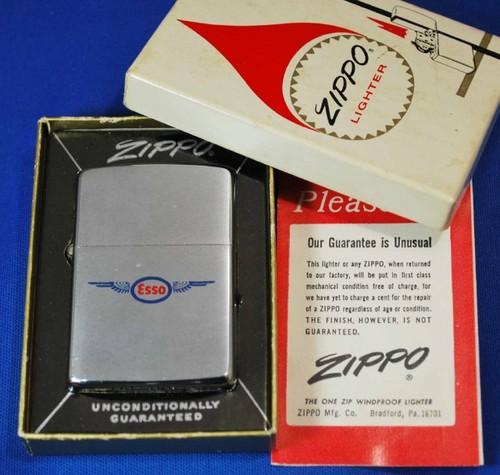 ZIPPO®
LIGHTER
ZIPPO®
Esso
UNCONDITIONALLY
GUARANTEED
Our Guarantee is Unusual
This lighter or any ZIPPO, when returned
to our factory, will be put in first class
mechanical condition free of charge, for
we have yet to charge a cent for the repair
of a ZIPPO regardless of age or condition.
THE FINISH, HOWEVER, IS NOT
GUARANTEED.
ZIPPO®
THE ONE ZIP WINDPROOF LIGHTER
ZIPPO Mfg. Co. Bradford, Pa. 16701